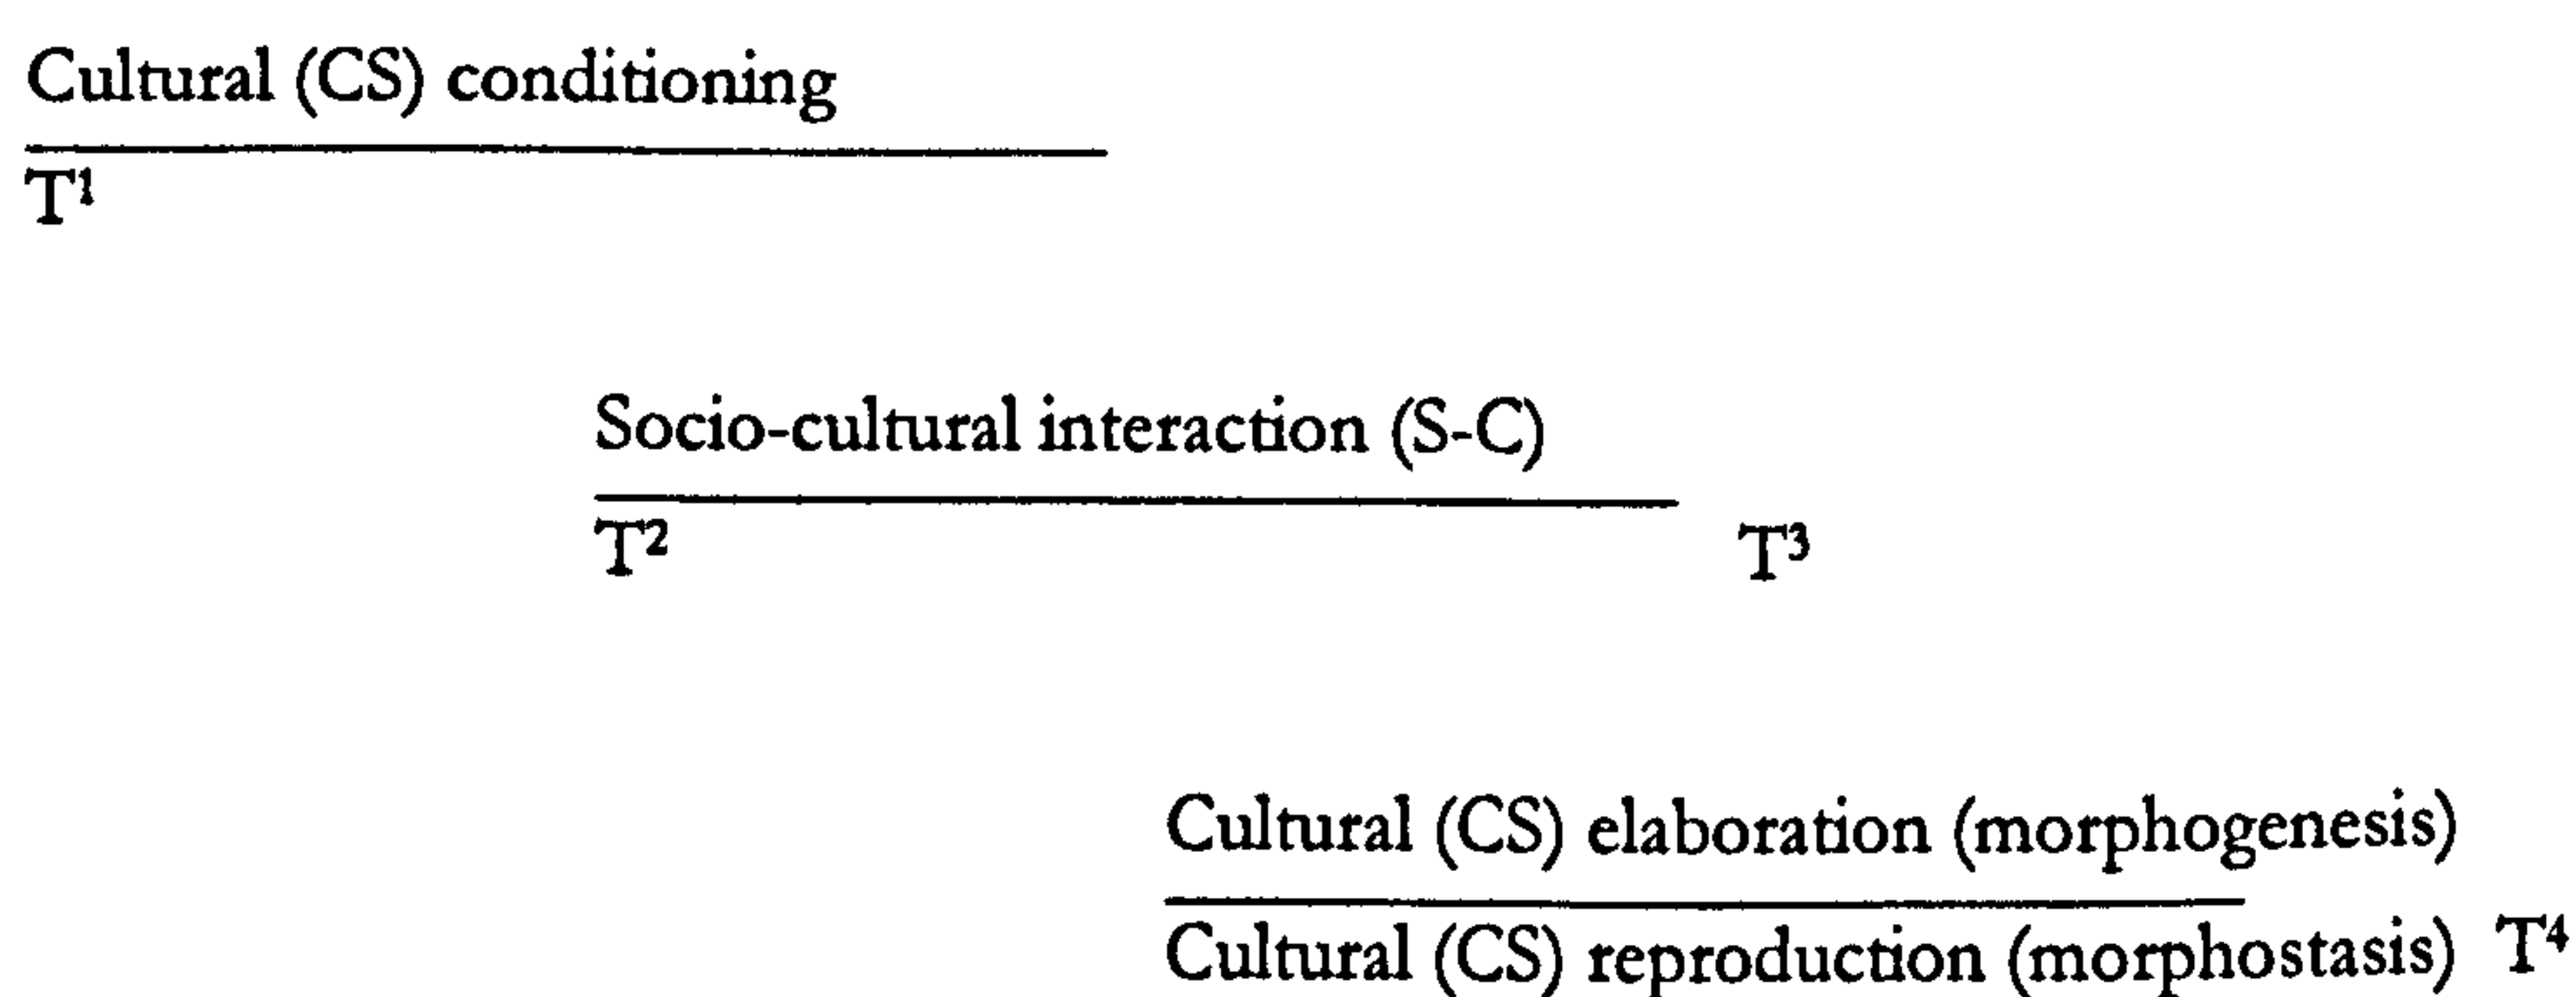 Cultural (CS) conditioning
T¹
Socio-cultural interaction (S-C)
T² T³
Cultural (CS) elaboration (morphogenesis)
Cultural (CS) reproduction (morphostasis) T⁴